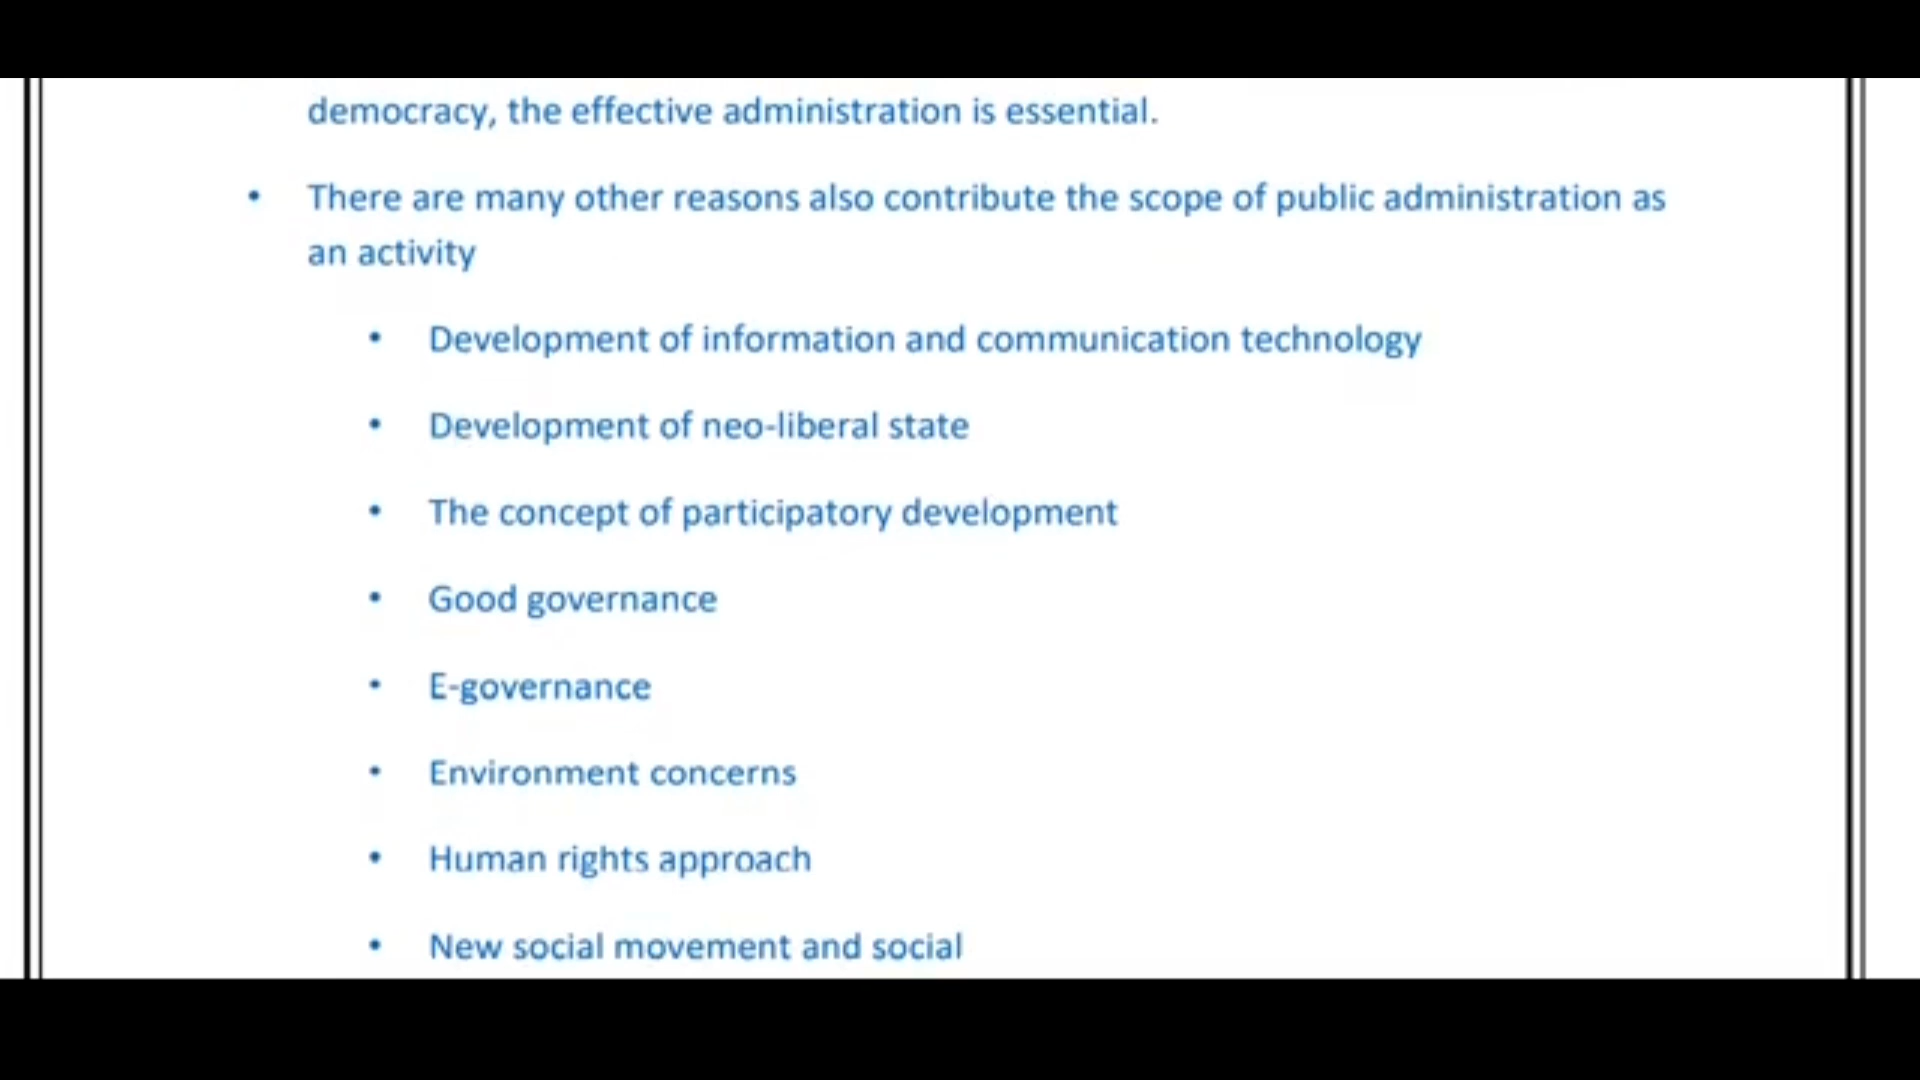 democracy, the effective administration is essential.
• There are many other reasons also contribute the scope of public administration as
an activity
• Development of information and communication technology
• Development of neo-liberal state
• The concept of participatory development
• Good governance
• E-governance
• Environment concerns
• Human rights approach
• New social movement and social